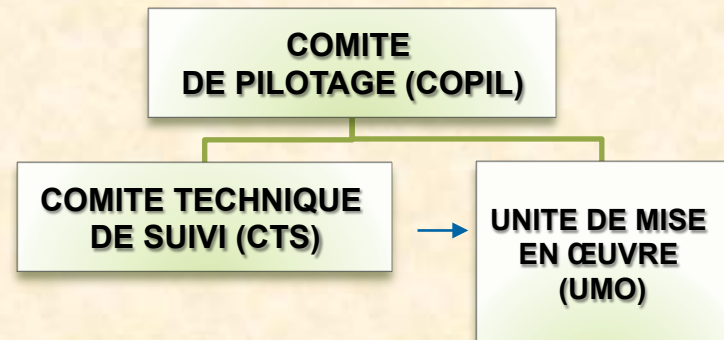 COMITE
DE PILOTAGE (COPIL)
COMITE TECHNIQUE
DE SUIVI (CTS)
UNITE DE MISE
EN ŒUVRE
(UMO)